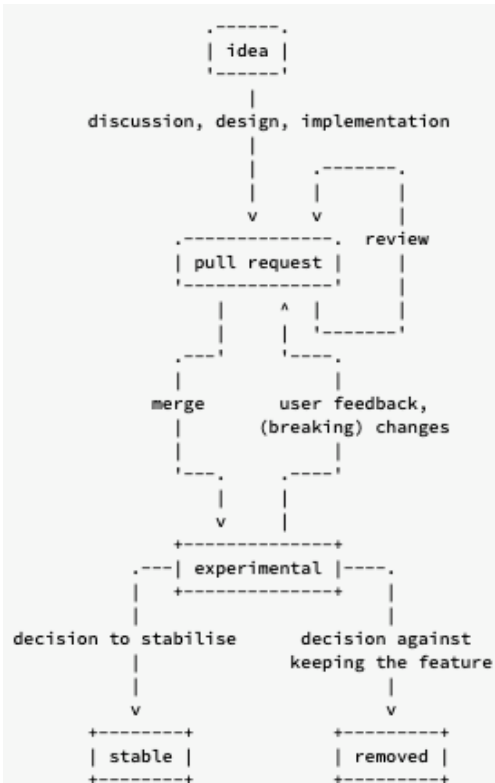 idea
discussion, design, implementation
review
pull request
merge
user feedback,
(breaking) changes
experimental
decision to stabilise
decision against
keeping the feature
stable
removed